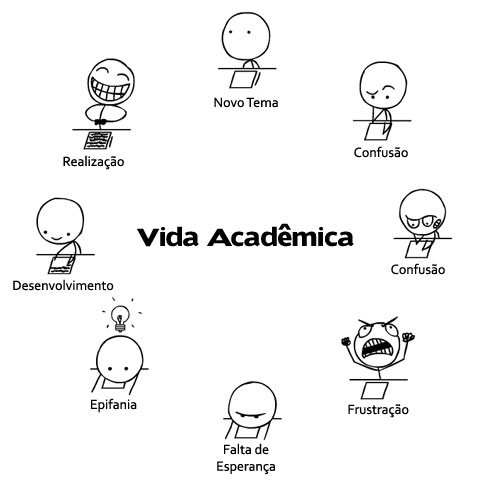 Novo Tema
Confusão
Realização
Vida Acadêmica
Confusão
Desenvolvimento
Epifania
Frustração
Falta de
Esperança